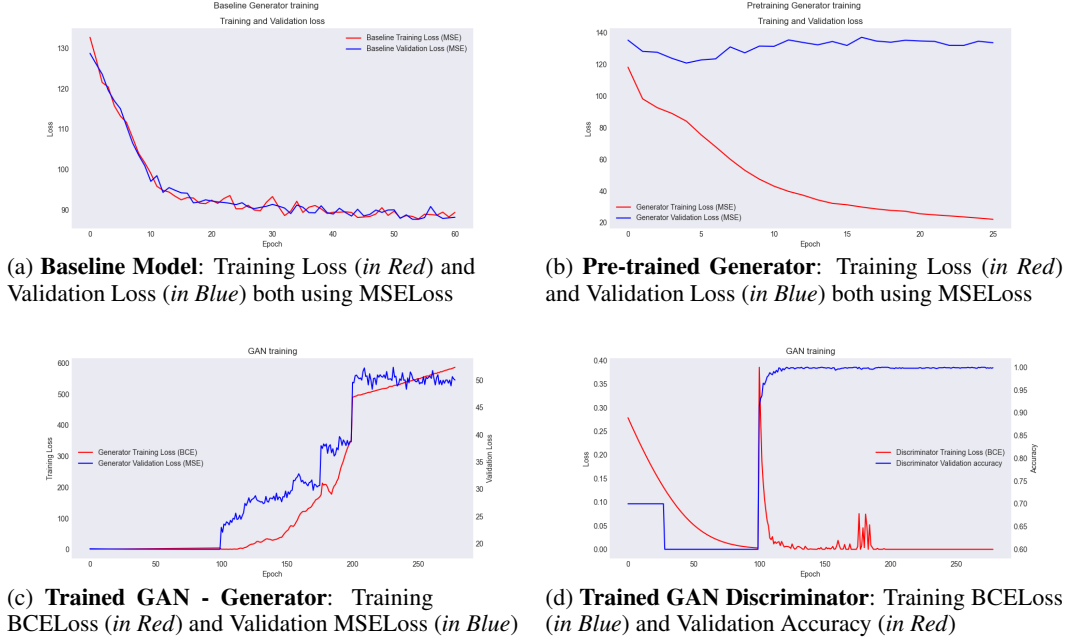 Baseline Generator training
Training and Validation loss
Baseline Training Loss (MSE)
Baseline Validation Loss (MSE)
130
120
110
100
90
Loss
0
10
20
30
40
50
60
Epoch
(a) Baseline Model: Training Loss (in Red) and
Validation Loss (in Blue) both using MSELoss
Pretraining Generator training
Training and Validation loss
140
120
100
80
60
40
20
Loss
Generator Training Loss (MSE)
Generator Validation Loss (MSE)
0
5
10
15
20
25
Epoch
(b) Pre-trained Generator: Training Loss (in Red)
and Validation Loss (in Blue) both using MSELoss
GAN training
600
500
400
300
200
100
0
Training Loss
Generator Training Loss (BCE)
Generator Validation Loss (MSE)
50
45
40
35
30
25
20
Validation Loss
0
50
100
150
200
250
Epoch
(c) Trained GAN - Generator: Training
BCELoss (in Red) and Validation MSELoss (in Blue)
GAN training
0.40
0.35
0.30
0.25
0.20
0.15
0.10
0.05
0.00
Loss
Discriminator Training Loss (BCE)
Discriminator Validation accuracy
1.00
0.95
0.90
0.85
0.80
0.75
0.70
0.65
0.60
Accuracy
0
50
100
150
200
250
Epoch
(d) Trained GAN Discriminator: Training BCELoss
(in Blue) and Validation Accuracy (in Red)